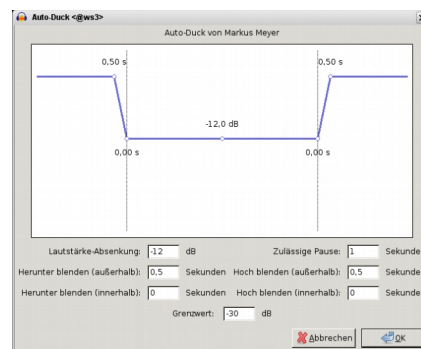 Auto-Duck <@ws3>
Auto-Duck von Markus Meyer
0,50 s 0,50 s
-12,0 dB
0,00 s 0,00 s
Lautstärke-Absenkung: -12 dB Zulässige Pause: 1 Sekunde
Herunter blenden (außerhalb): 0,5 Sekunden Hoch blenden (außerhalb): 0,5 Sekunde
Herunter blenden (innerhalb): 0 Sekunden Hoch blenden (innerhalb): 0 Sekunde
Grenzwert: -30 dB
Abbrechen OK